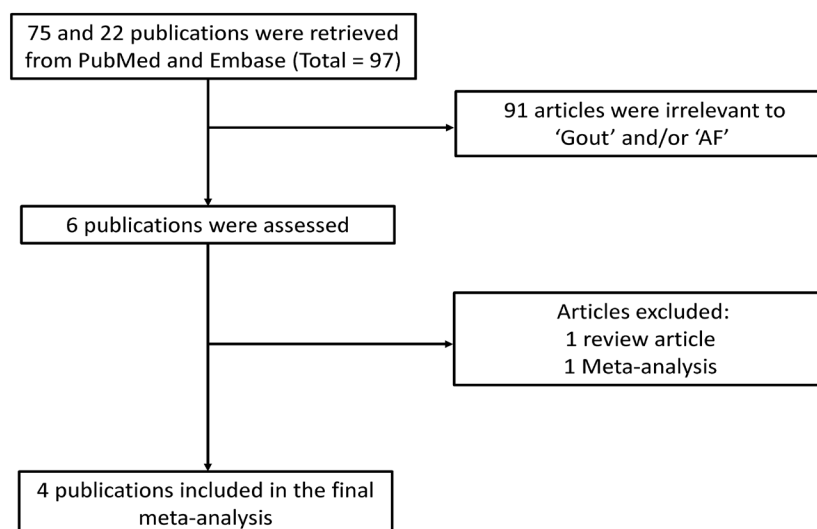 75 and 22 publications were retrieved
from PubMed and Embase (Total = 97)
91 articles were irrelevant to
‘Gout’ and/or ‘AF’
6 publications were assessed
Articles excluded:
1 review article
1 Meta-analysis
4 publications included in the final
meta-analysis